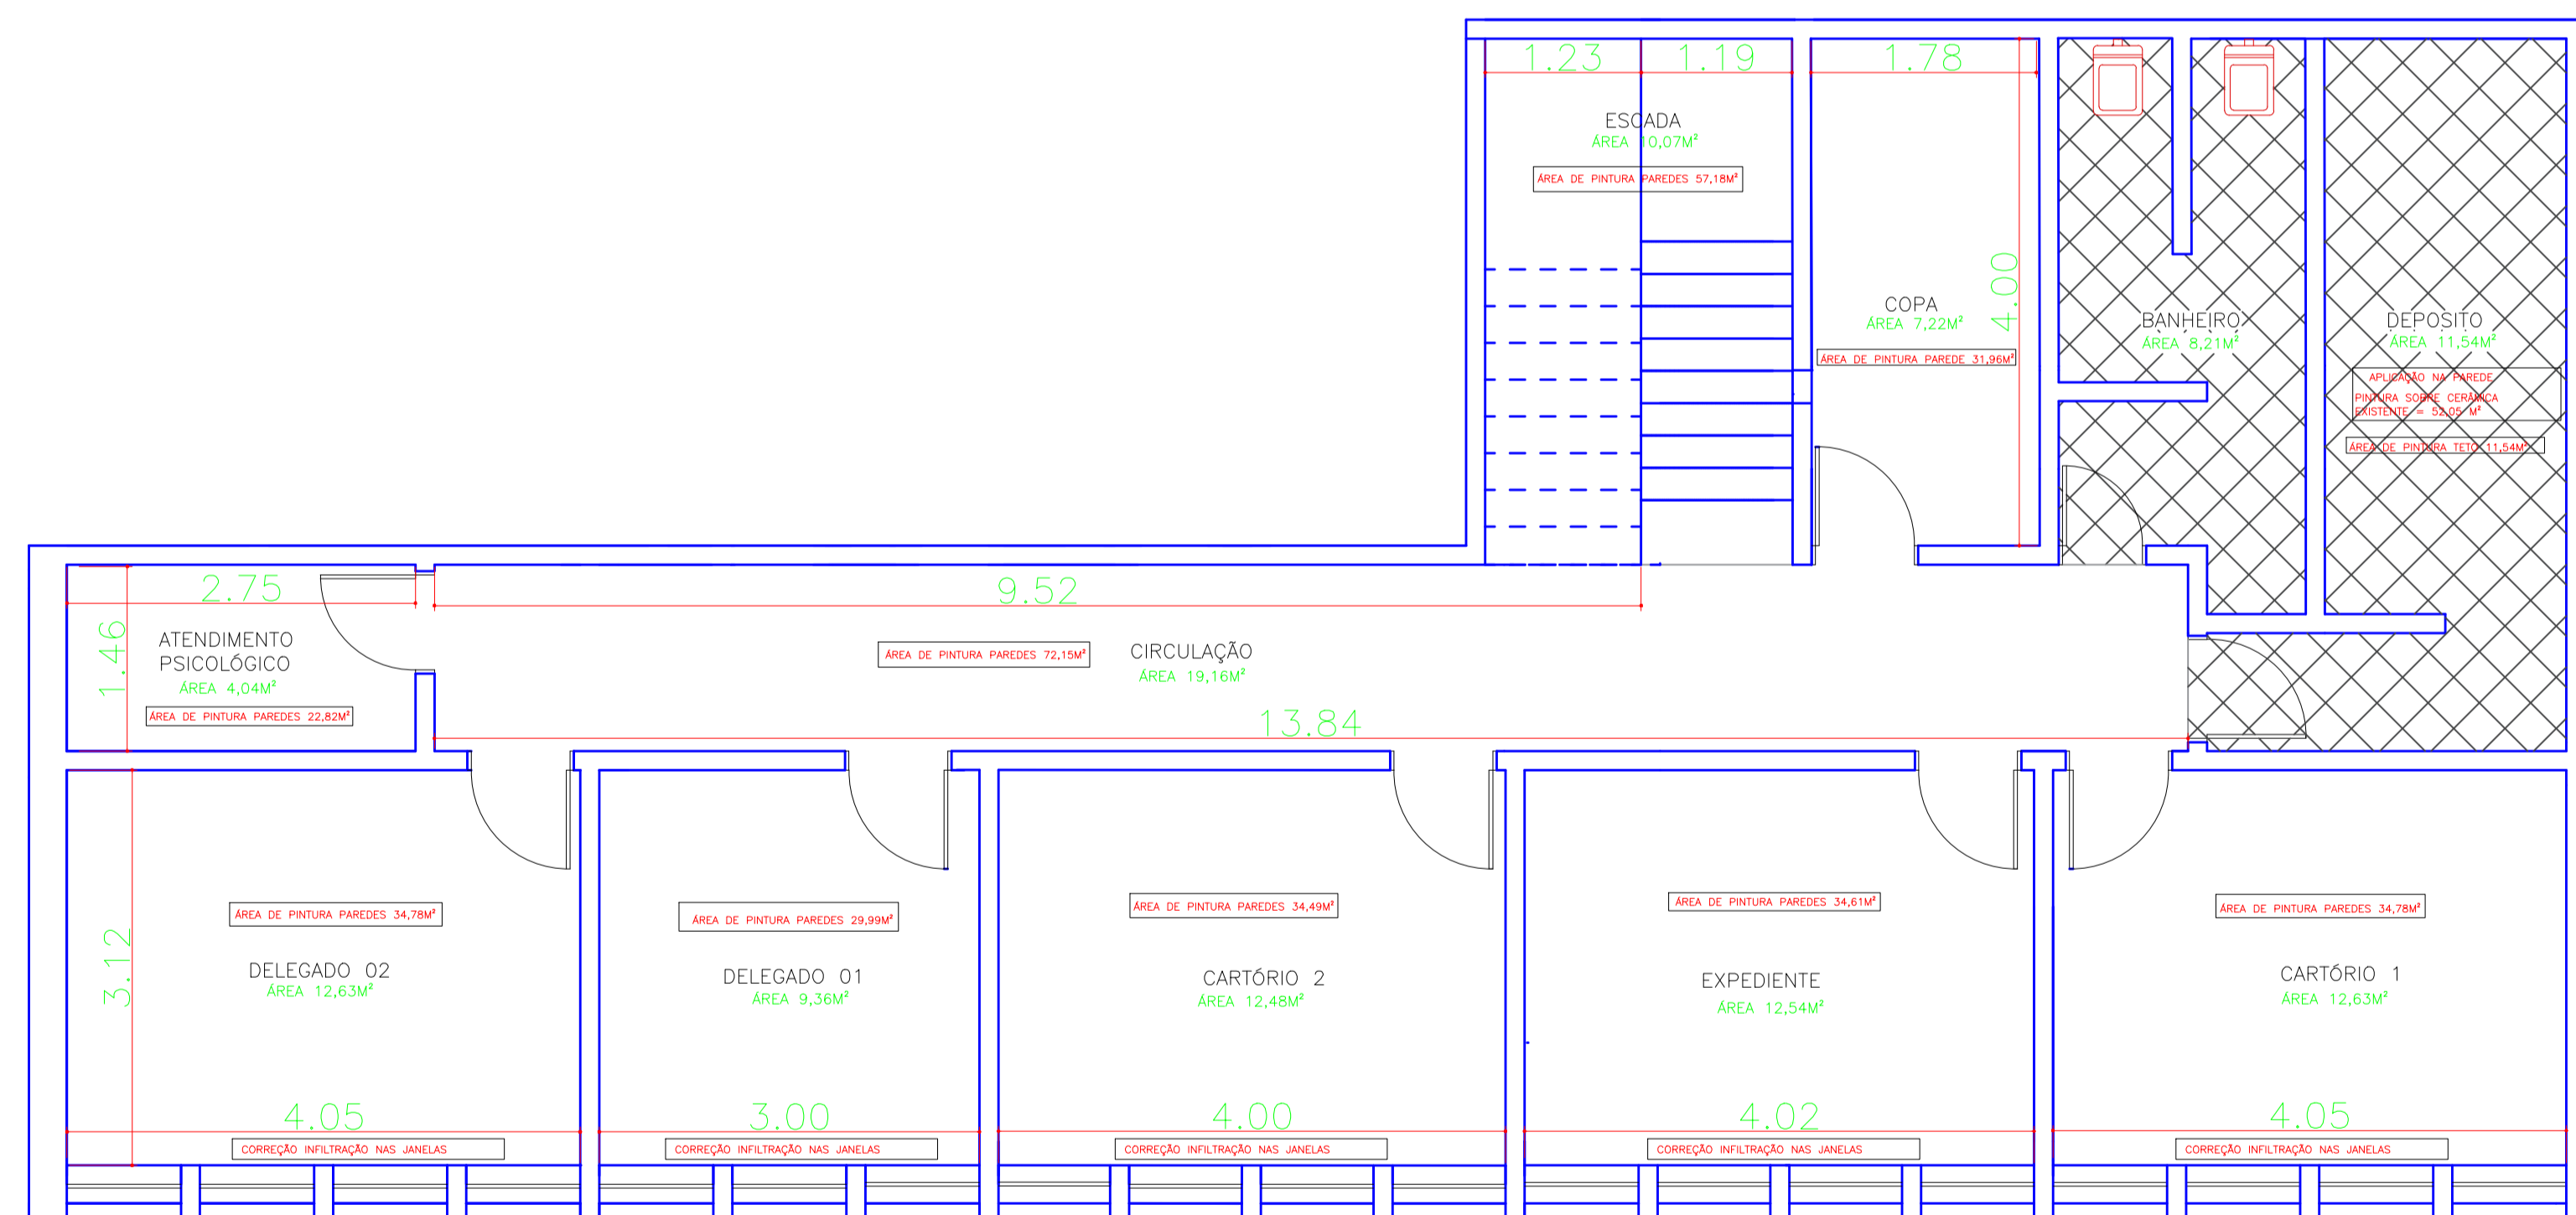 1.23
1.19
1.78
ESCADA
ÁREA 10,07M²
ÁREA DE PINTURA PAREDES 57,18M²
4.00
COPA
ÁREA 7,22M²
ÁREA DE PINTURA PAREDE 31,96M²
BANHEIRO
ÁREA 8,21M²
DEPOSITO
ÁREA 11,54M²
APLICAÇÃO NA PAREDE
PINTURA SOBRE CERÂMICA
EXISTENTE = 52,05 M²
ÁREA DE PINTURA TETO 11,54M²
2.75
1.46
ATENDIMENTO
PSICOLÓGICO
ÁREA 4,04M²
ÁREA DE PINTURA PAREDES 22,82M²
9.52
ÁREA DE PINTURA PAREDES 72,15M²
CIRCULAÇÃO
ÁREA 19,16M²
13.84
ÁREA DE PINTURA PAREDES 34,78M²
3.12
DELEGADO 02
ÁREA 12,63M²
4.05
CORREÇÃO INFILTRAÇÃO NAS JANELAS
ÁREA DE PINTURA PAREDES 29,99M²
DELEGADO 01
ÁREA 9,36M²
3.00
CORREÇÃO INFILTRAÇÃO NAS JANELAS
ÁREA DE PINTURA PAREDES 34,49M²
CARTÓRIO 2
ÁREA 12,48M²
4.00
CORREÇÃO INFILTRAÇÃO NAS JANELAS
ÁREA DE PINTURA PAREDES 34,61M²
EXPEDIENTE
ÁREA 12,54M²
4.02
CORREÇÃO INFILTRAÇÃO NAS JANELAS
ÁREA DE PINTURA PAREDES 34,78M²
CARTÓRIO 1
ÁREA 12,63M²
4.05
CORREÇÃO INFILTRAÇÃO NAS JANELAS